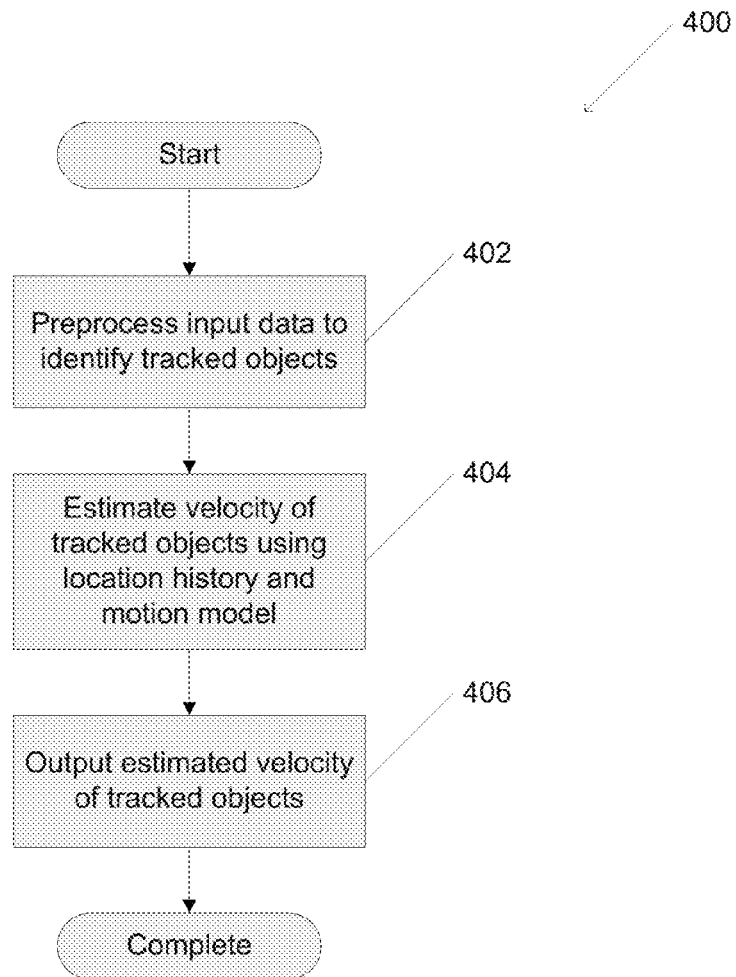 400
Start
402
Preprocess input data to
identify tracked objects
404
Estimate velocity of
tracked objects using
location history and
motion model
406
Output estimated velocity
of tracked objects
Complete